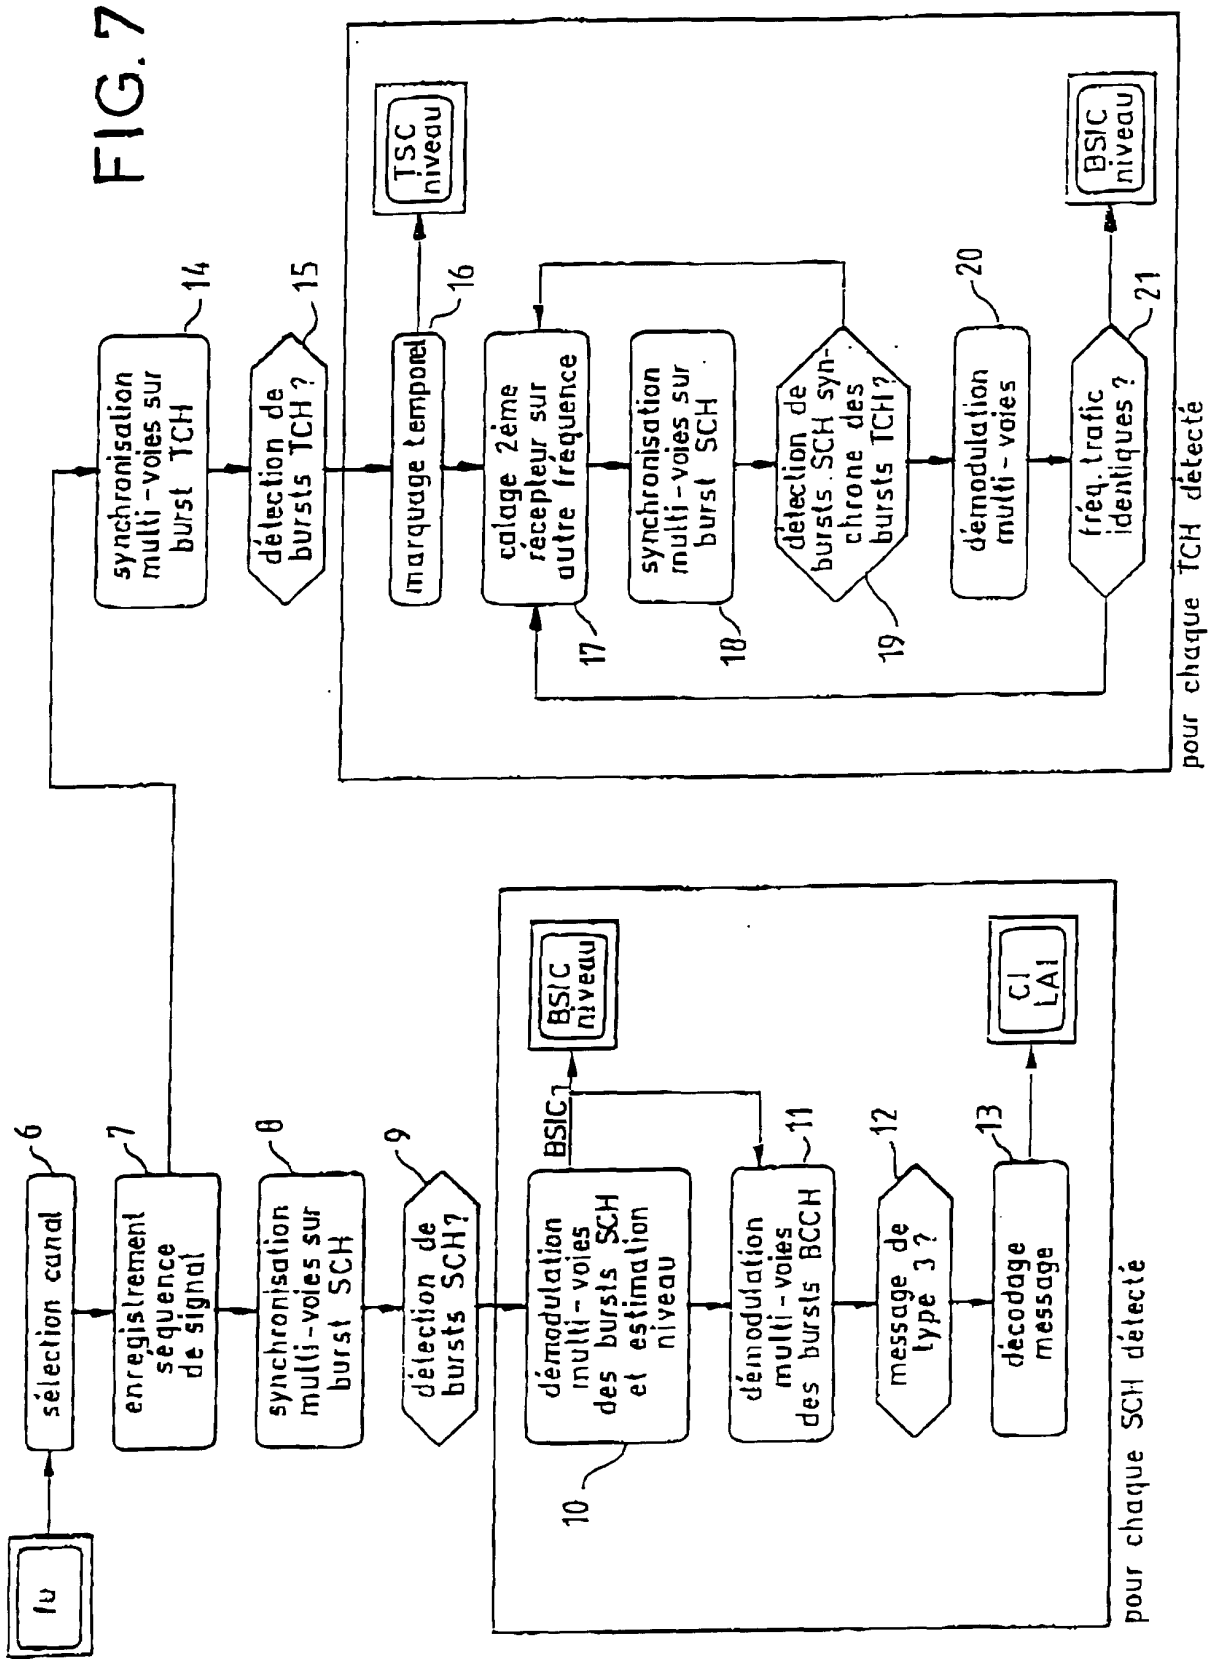 FIG. 7
fu
sélection canal
6
enregistrement
séquence
de signal
7
synchronisation
multi-voies sur
burst SCH
8
détection de
bursts SCH?
9
démodulation
multi-voies
des bursts SCH
et estimation
niveau
10
BSIC
BSIC
niveau
démodulation
multi-voies
des bursts BCCH
11
message de
type 3 ?
12
décodage
message
13
CI
LAI
pour chaque SCH détecté
synchronisation
multi-voies sur
burst TCH
14
détection de
bursts TCH ?
15
marquage temporel
16
TSC
niveau
calage 2ème
récepteur sur
autre fréquence
17
synchronisation
multi-voies sur
burst SCH
18
détection de
bursts SCH syn-
chrone des
bursts TCH ?
19
démodulation
multi-voies
20
fréq. trafic
identiques ?
21
BSIC
niveau
pour chaque TCH détecté